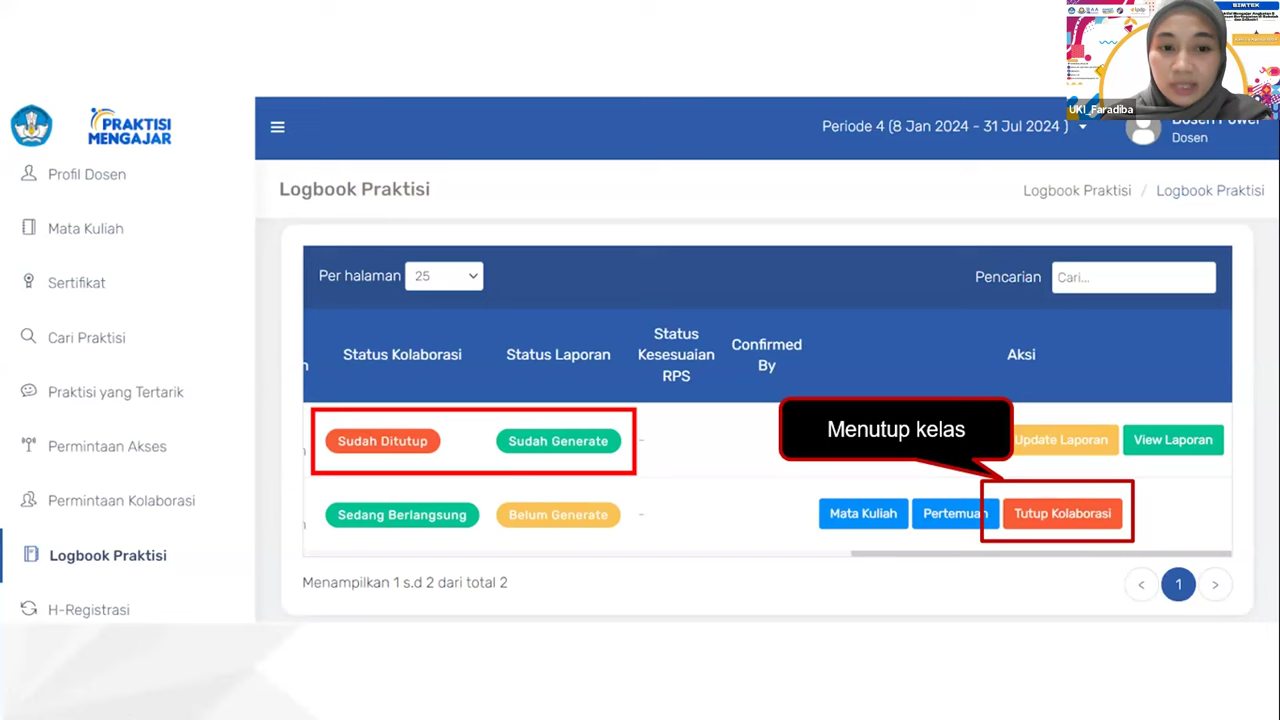 BIMTEK
UKI_Faradiba
PRAKTISI
MENGAJAR
Periode 4 (8 Jan 2024 - 31 Jul 2024 )
Dosen Power
Dosen
Profil Dosen
Mata Kuliah
Sertifikat
Cari Praktisi
Praktisi yang Tertarik
Permintaan Akses
Permintaan Kolaborasi
Logbook Praktisi
H-Registrasi
Logbook Praktisi
Logbook Praktisi / Logbook Praktisi
Per halaman 25
Pencarian Cari...
Status Kolaborasi
Status Laporan
Status
Kesesuaian
RPS
Confirmed
By
Aksi
Sudah Ditutup Sudah Generate - Update Laporan View Laporan
Menutup kelas
Sedang Berlangsung Belum Generate - Mata Kuliah Pertemuan Tutup Kolaborasi
Menampilkan 1 s.d 2 dari total 2
< 1 >